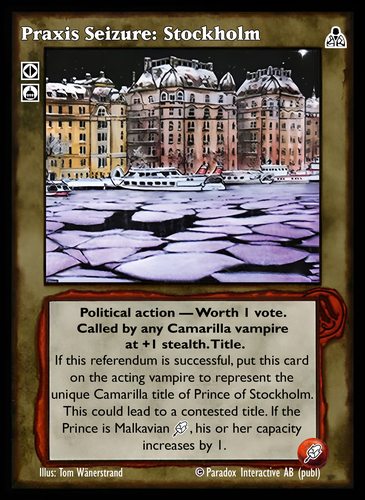 Praxis Seizure: Stockholm
Political action — Worth 1 vote.
Called by any Camarilla vampire
at +1 stealth. Title.
If this referendum is successful, put this card
on the acting vampire to represent the
unique Camarilla title of Prince of Stockholm.
This could lead to a contested title. If the
Prince is Malkavian , his or her capacity
increases by 1.
Illus: Tom Wänerstrand © Paradox Interactive AB (publ)